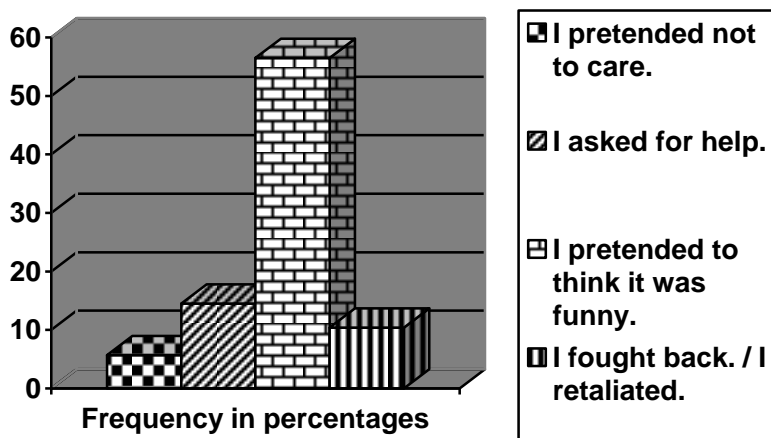 60
50
40
30
20
10
0
Frequency in percentages
I pretended not
to care.
I asked for help.
I pretended to
think it was
funny.
I fought back. / I
retaliated.